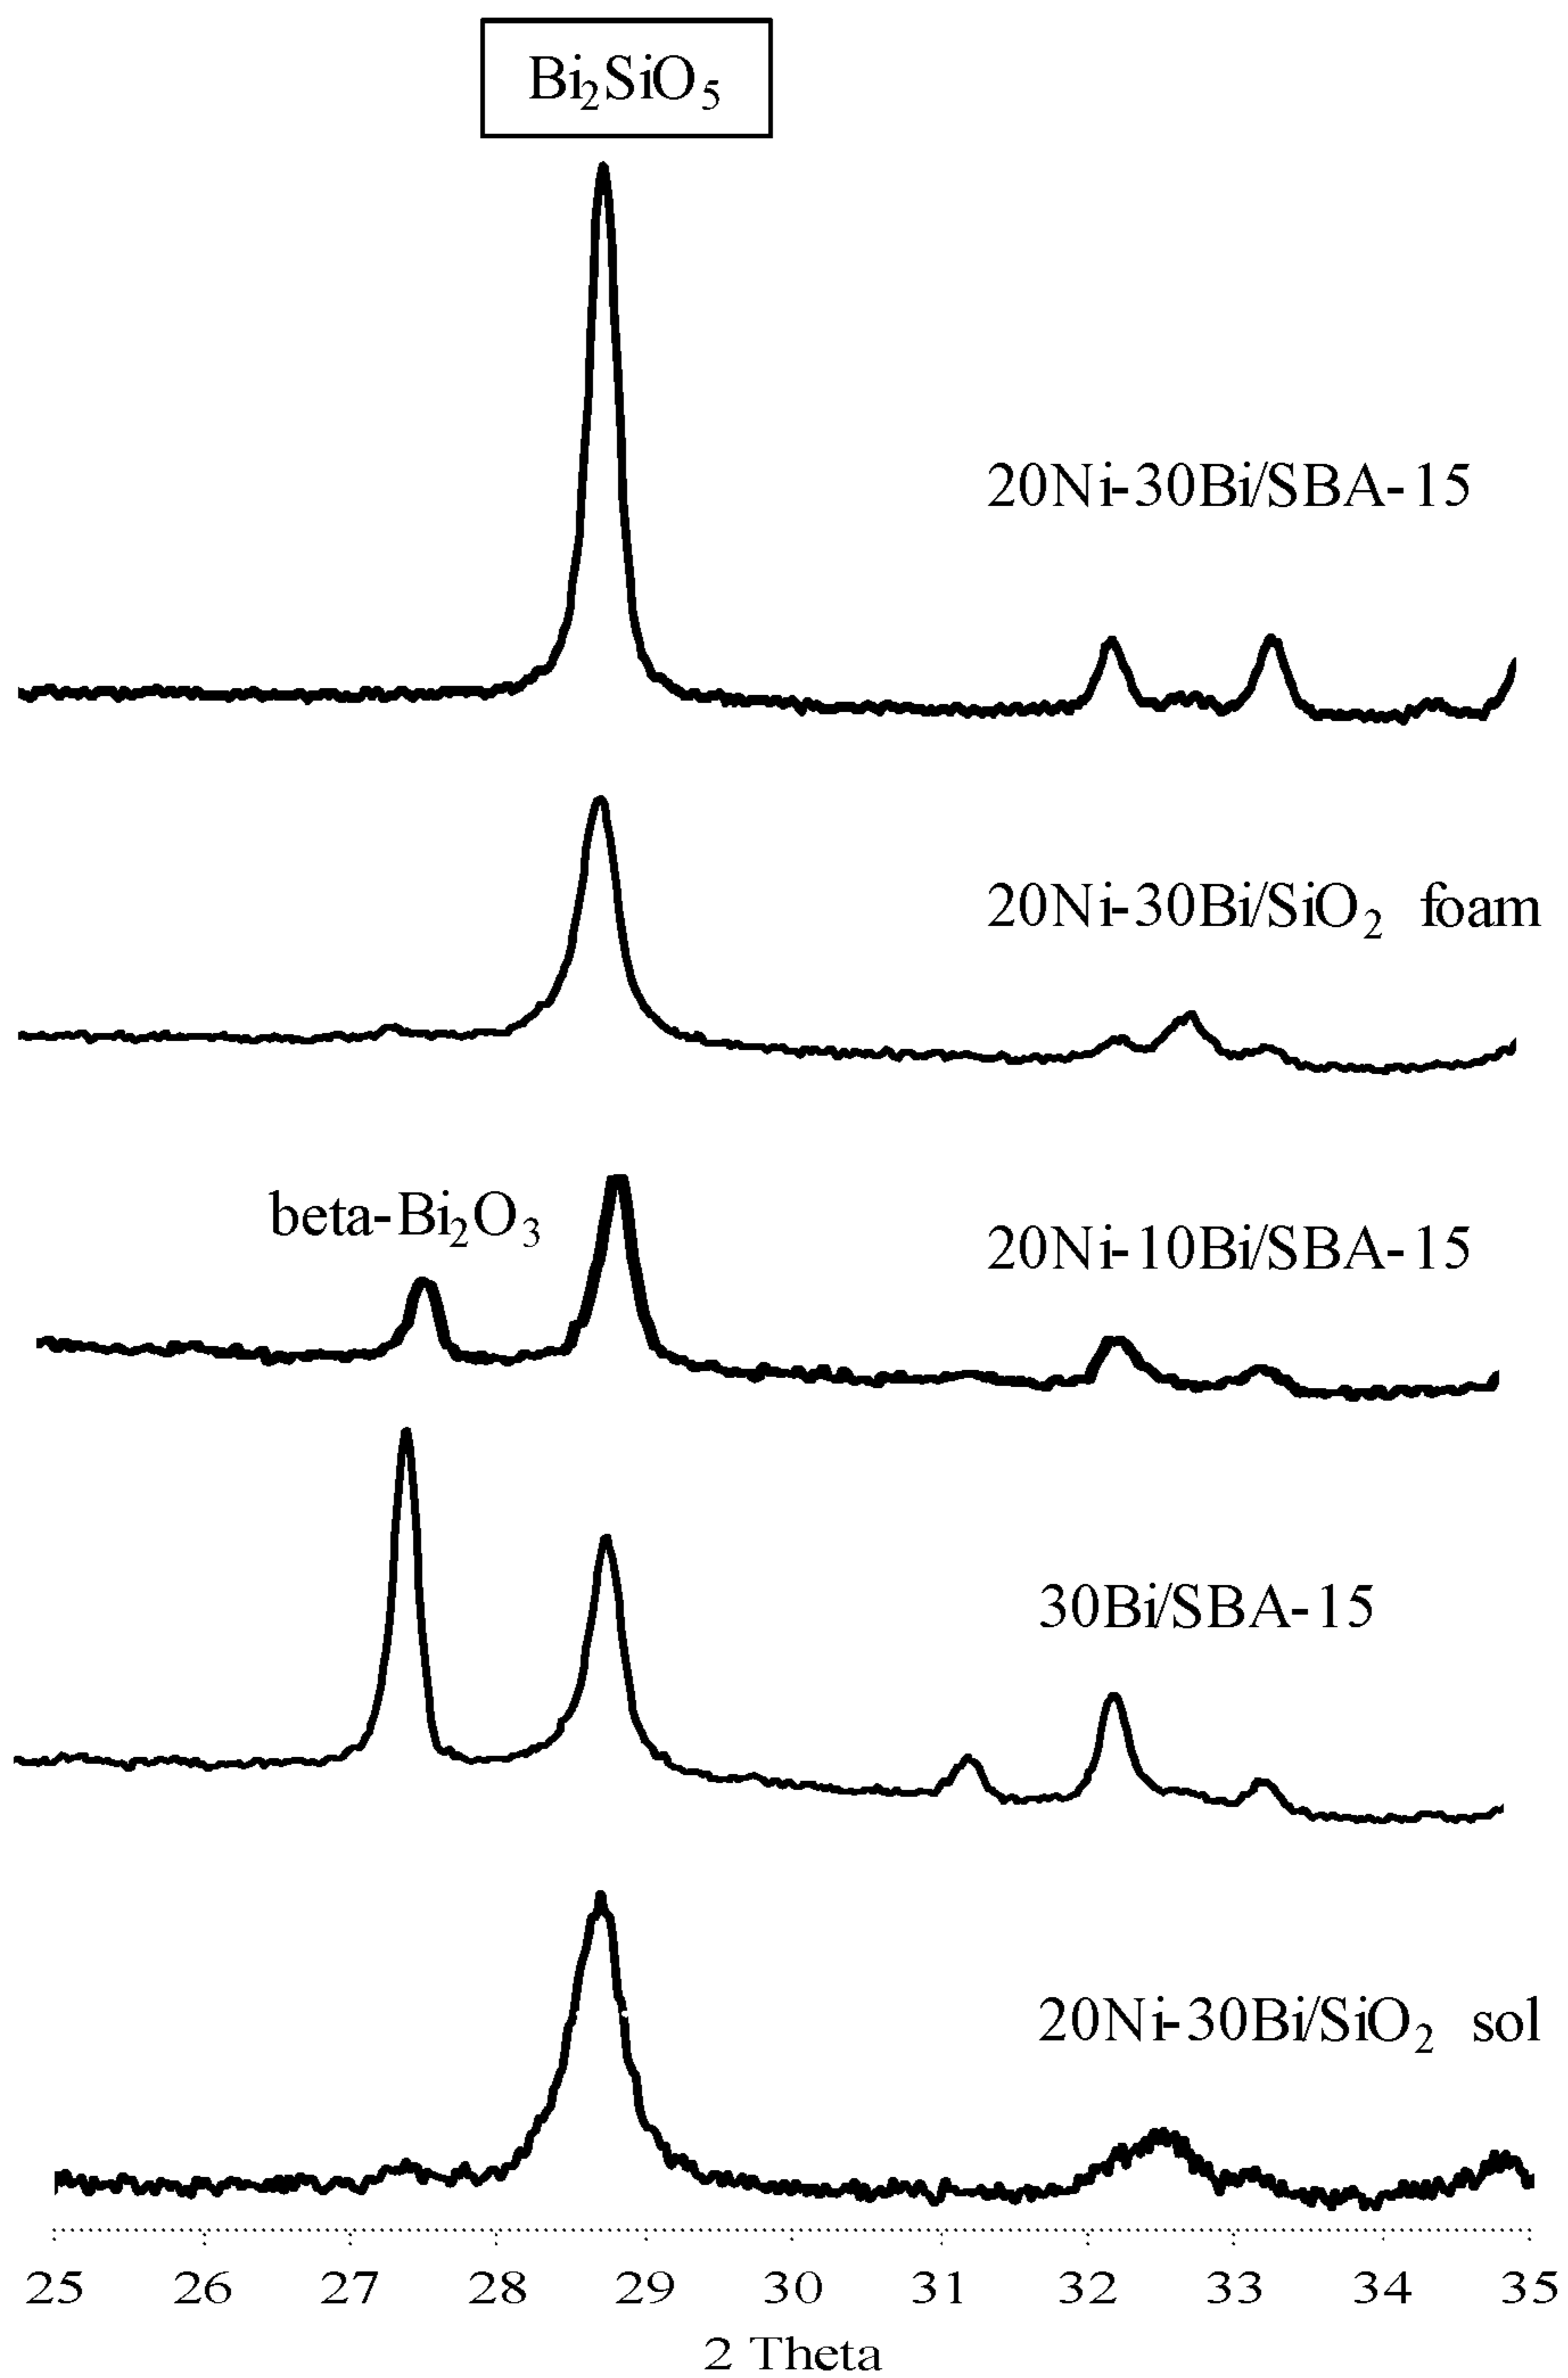 Bi₂SiO₅
20Ni-30Bi/SBA-15
20Ni-30Bi/SiO₂ foam
beta-Bi₂O₃
20Ni-10Bi/SBA-15
30Bi/SBA-15
20Ni-30Bi/SiO₂ sol
25 26 27 28 29 30 31 32 33 34 35
2 Theta